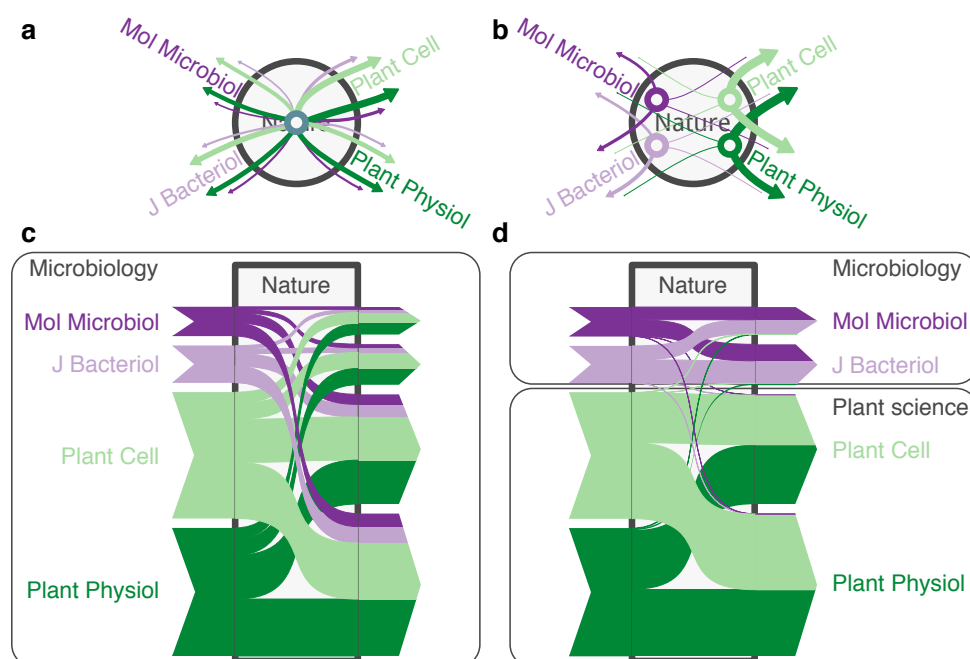 a
Mol Microbiol
Plant Cell
Nature
J Bacteriol
Plant Physiol
b
Mol Microbiol
Plant Cell
Nature
J Bacteriol
Plant Physiol
c
Microbiology
Nature
Mol Microbiol
J Bacteriol
Plant Cell
Plant Physiol
d
Microbiology
Nature
Mol Microbiol
J Bacteriol
Plant science
Plant Cell
Plant Physiol